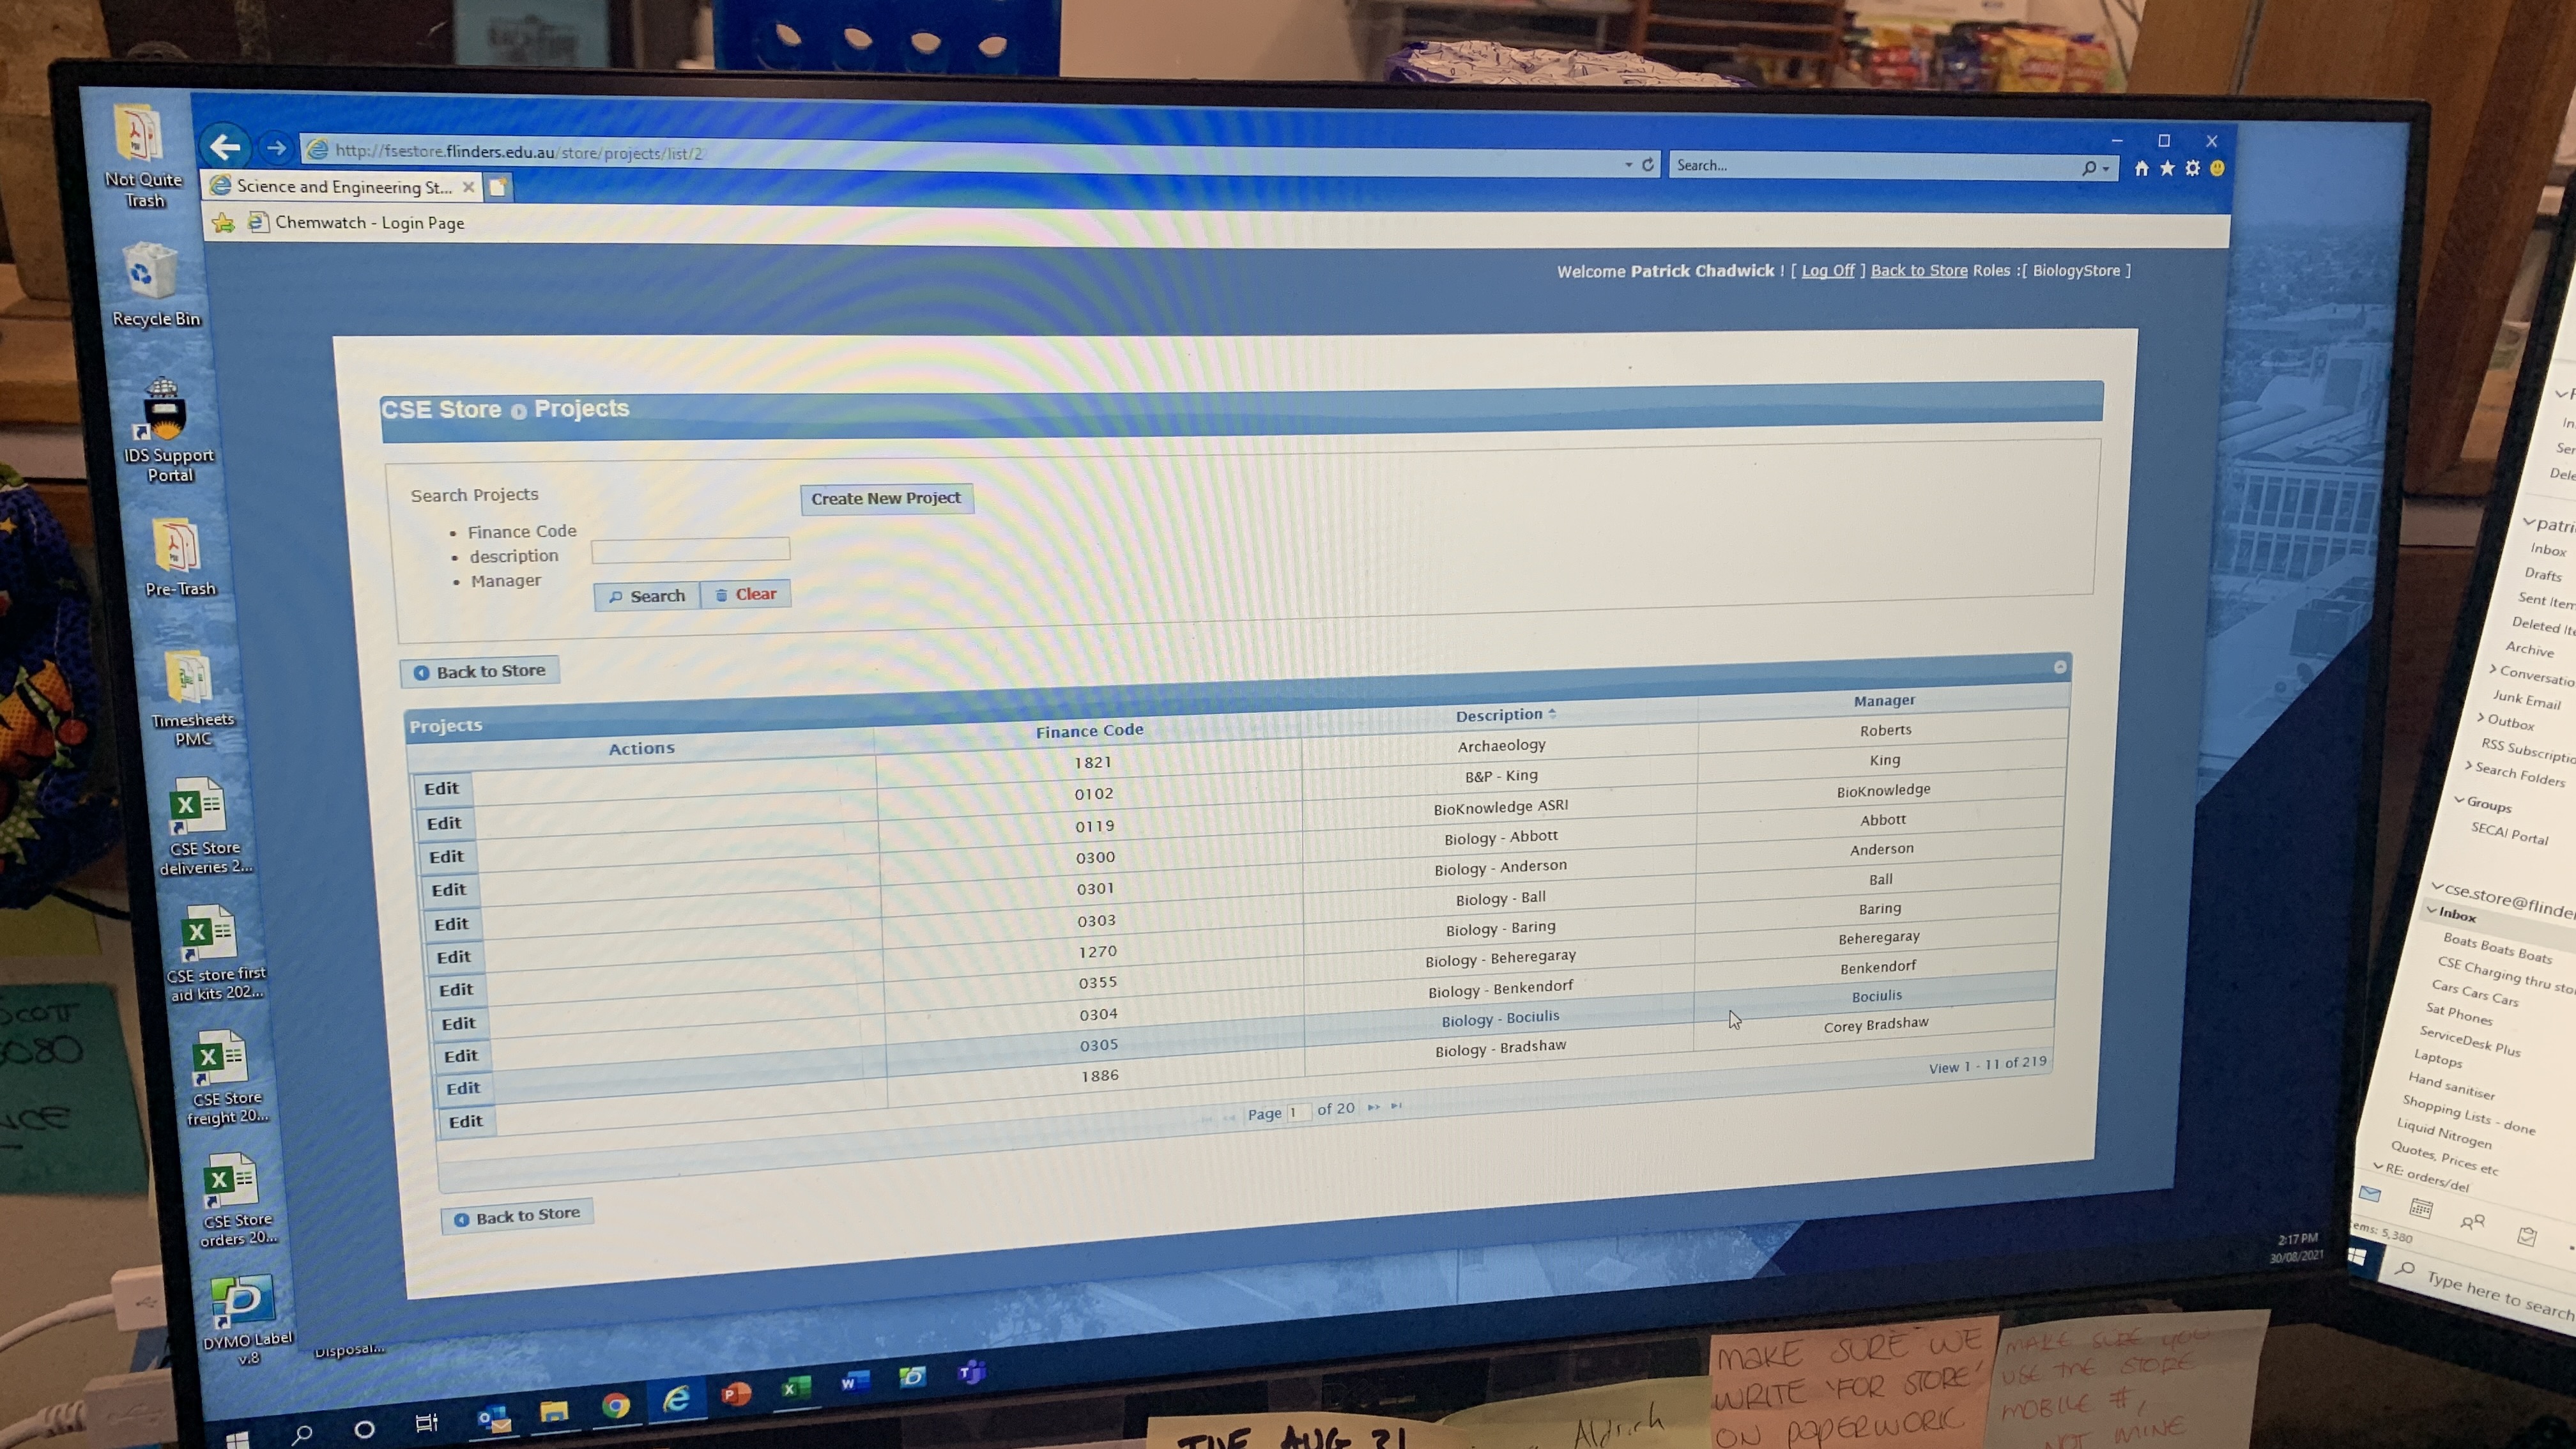 http://fsestore.flinders.edu.au/store/projects/list/2
Search...
Science and Engineering St...
Chemwatch - Login Page
Welcome Patrick Chadwick ! [ Log Off ] Back to Store Roles :[ BiologyStore ]
Not Quite
Trash
Recycle Bin
IDS Support
Portal
Pre-Trash
Timesheets
PMC
CSE Store
deliveries 2...
CSE store first
aid kits 202...
CSE Store
freight 20...
CSE Store
orders 20...
DYMO Label
v.8
Disposal...
CSE Store Projects
Search Projects
Finance Code
description
Manager
Create New Project
Search Clear
Back to Store
Projects
Actions Finance Code Description Manager
Edit 1821 Archaeology Roberts
Edit 0102 B&P - King King
Edit 0119 BioKnowledge ASRI BioKnowledge
Edit 0300 Biology - Abbott Abbott
Edit 0301 Biology - Anderson Anderson
Edit 0303 Biology - Ball Ball
Edit 1270 Biology - Baring Baring
Edit 0355 Biology - Beheregaray Beheregaray
Edit 0304 Biology - Benkendorf Benkendorf
Edit 0305 Biology - Bociulis Bociulis
Edit 1886 Biology - Bradshaw Corey Bradshaw
Page 1 of 20
View 1 - 11 of 219
Back to Store
2:17 PM
30/08/2021
In
Ser
Dele
patri
Inbox
Drafts
Sent Item
Deleted Ite
Archive
Conversatio
Junk Email
Outbox
RSS Subscriptio
Search Folders
Groups
SECAI Portal
cse.store@flinde
Inbox
Boats Boats Boats
CSE Charging thru sto
Cars Cars Cars
Sat Phones
ServiceDesk Plus
Laptops
Hand sanitiser
Shopping Lists - done
Liquid Nitrogen
Quotes, Prices etc
RE: orders/del
ems: 5,380
Type here to search
SCOTT
5080
NCE
TUE AUG 31
Aldrich
MAKE SURE WE
WRITE 'FOR STORE'
ON PAPERWORK
MAKE SURE YOU
USE THE STORE
MOBILE #,
NOT MINE